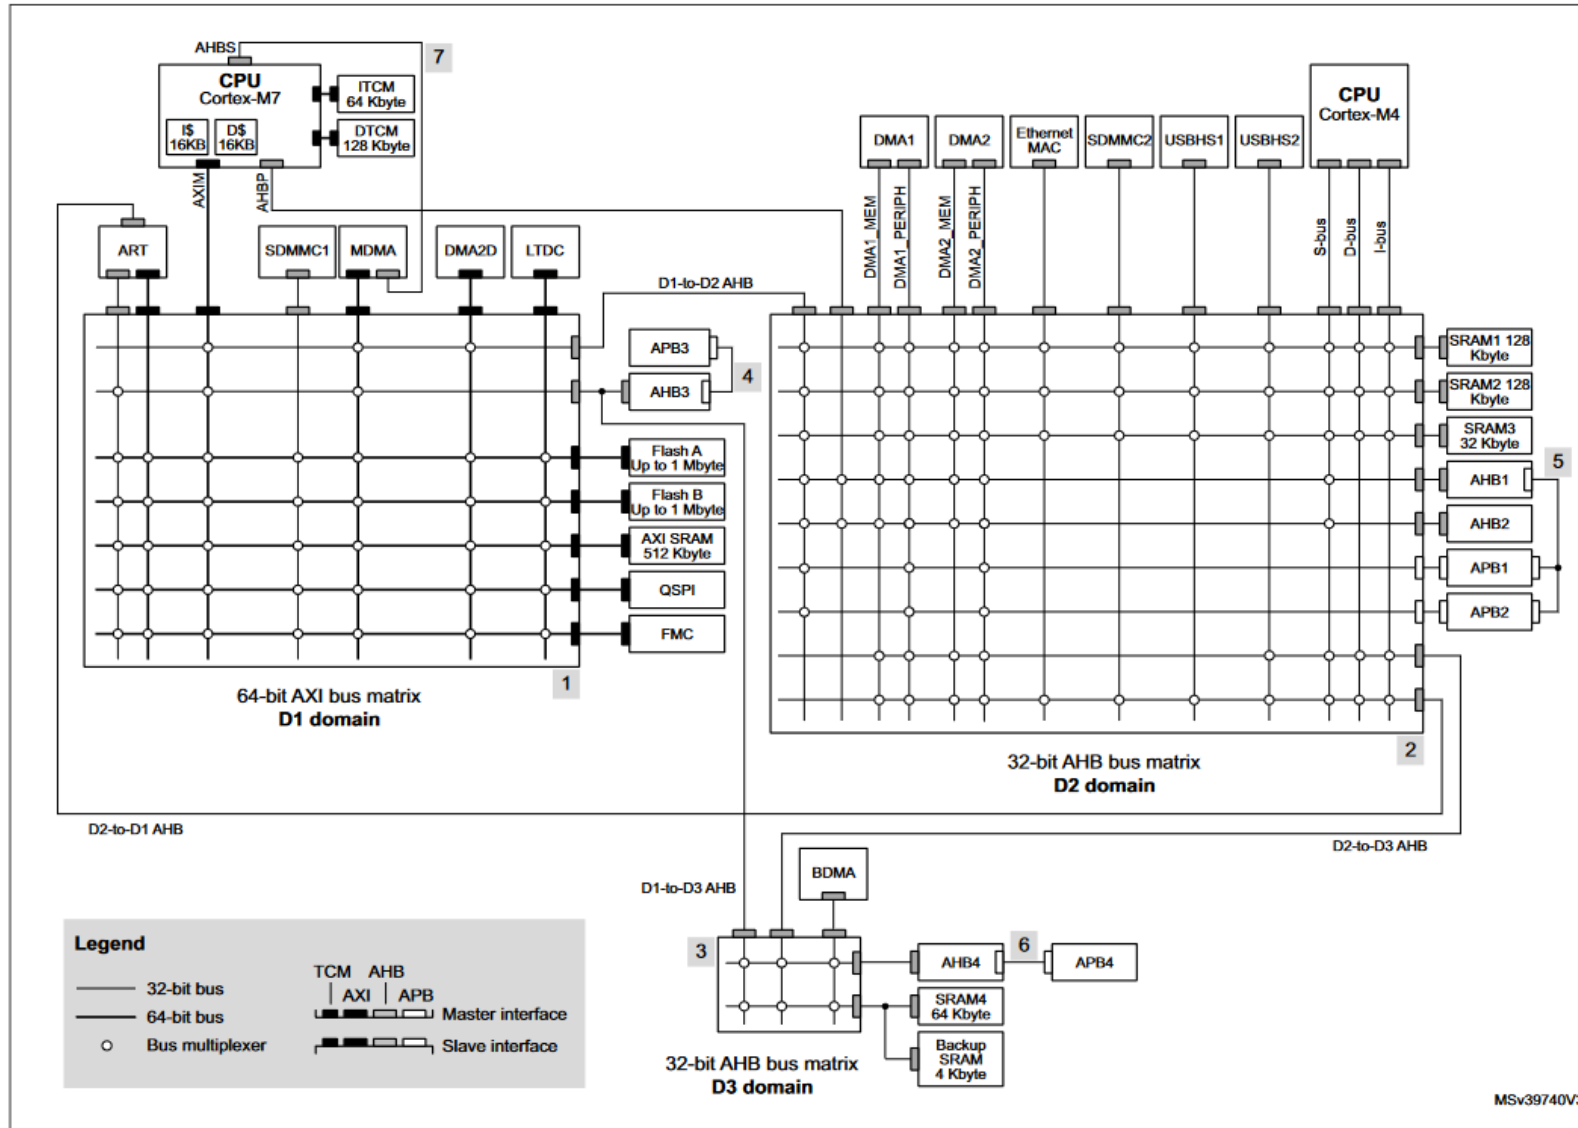 AHBS
7
CPU
Cortex-M7
I$
16KB
D$
16KB
ITCM
64 Kbyte
DTCM
128 Kbyte
AXIM
AHBP
ART
SDMMC1
MDMA
DMA2D
LTDC
D1-to-D2 AHB
APB3
4
AHB3
Flash A
Up to 1 Mbyte
Flash B
Up to 1 Mbyte
AXI SRAM
512 Kbyte
QSPI
FMC
64-bit AXI bus matrix
D1 domain
1
DMA1
DMA2
Ethernet
MAC
SDMMC2
USBHS1
USBHS2
CPU
Cortex-M4
DMA1_MEM
DMA1_PERIPH
DMA2_MEM
DMA2_PERIPH
S-bus
D-bus
I-bus
SRAM1 128
Kbyte
SRAM2 128
Kbyte
SRAM3
32 Kbyte
5
AHB1
AHB2
APB1
APB2
32-bit AHB bus matrix
D2 domain
2
D2-to-D1 AHB
D2-to-D3 AHB
D1-to-D3 AHB
BDMA
3
AHB4
6
APB4
SRAM4
64 Kbyte
Backup
SRAM
4 Kbyte
32-bit AHB bus matrix
D3 domain
Legend
32-bit bus
64-bit bus
Bus multiplexer
TCM AHB
AXI APB
Master interface
Slave interface
MSv39740V3